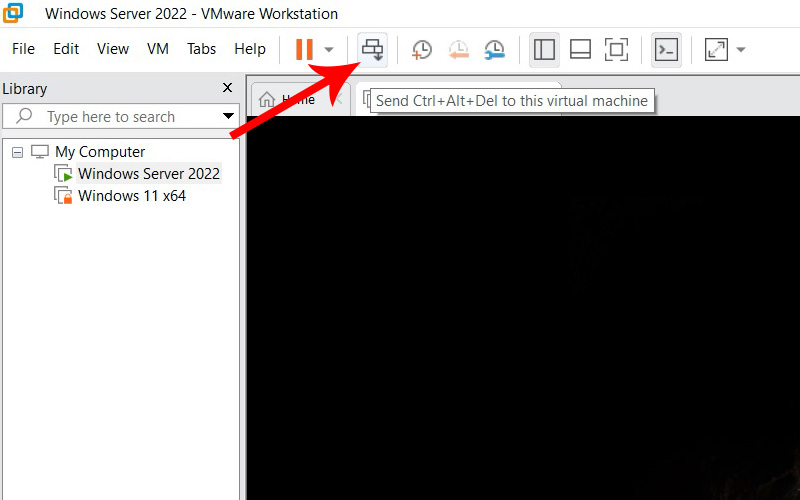 Windows Server 2022 - VMware Workstation
File Edit View VM Tabs Help
Library X
Home
Send Ctrl+Alt+Del to this virtual machine
Type here to search
My Computer
Windows Server 2022
Windows 11 x64